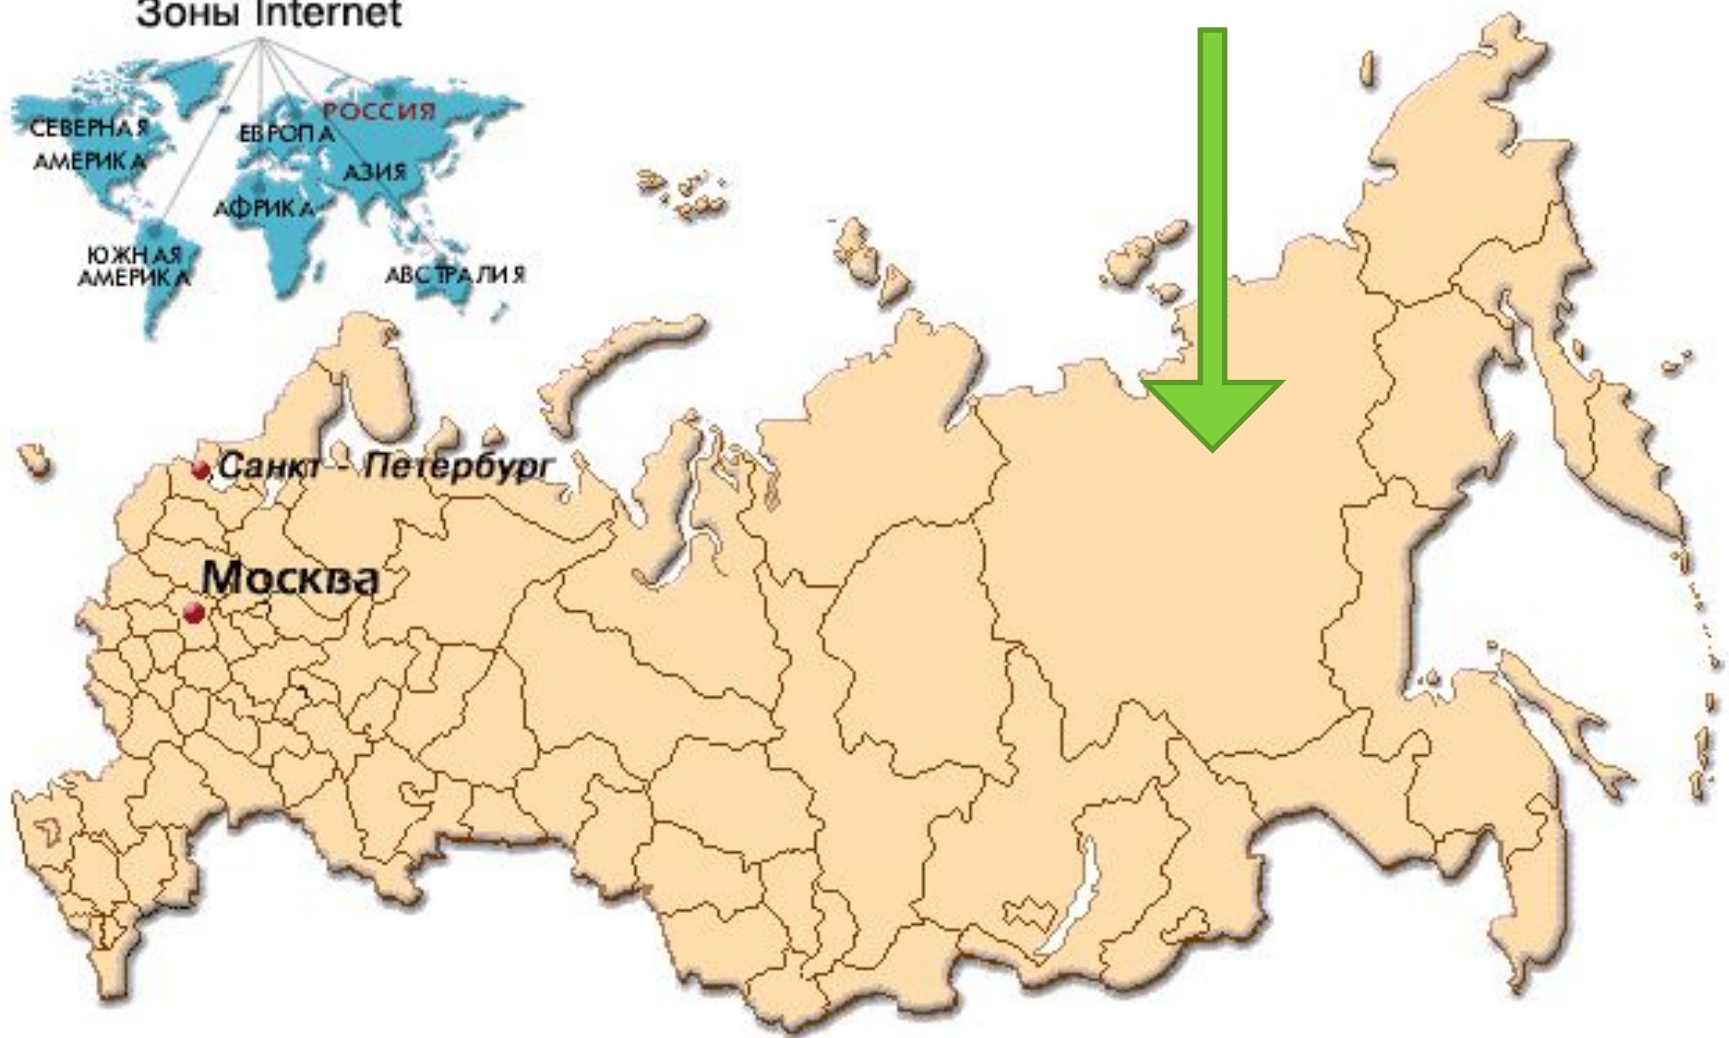 Зоны Internet
РОССИЯ
СЕВЕРНАЯ
АМЕРИКА
ЕВРОПА
АЗИЯ
АФРИКА
ЮЖНАЯ
АМЕРИКА
АВСТРАЛИЯ
Санкт - Петербург
Москва